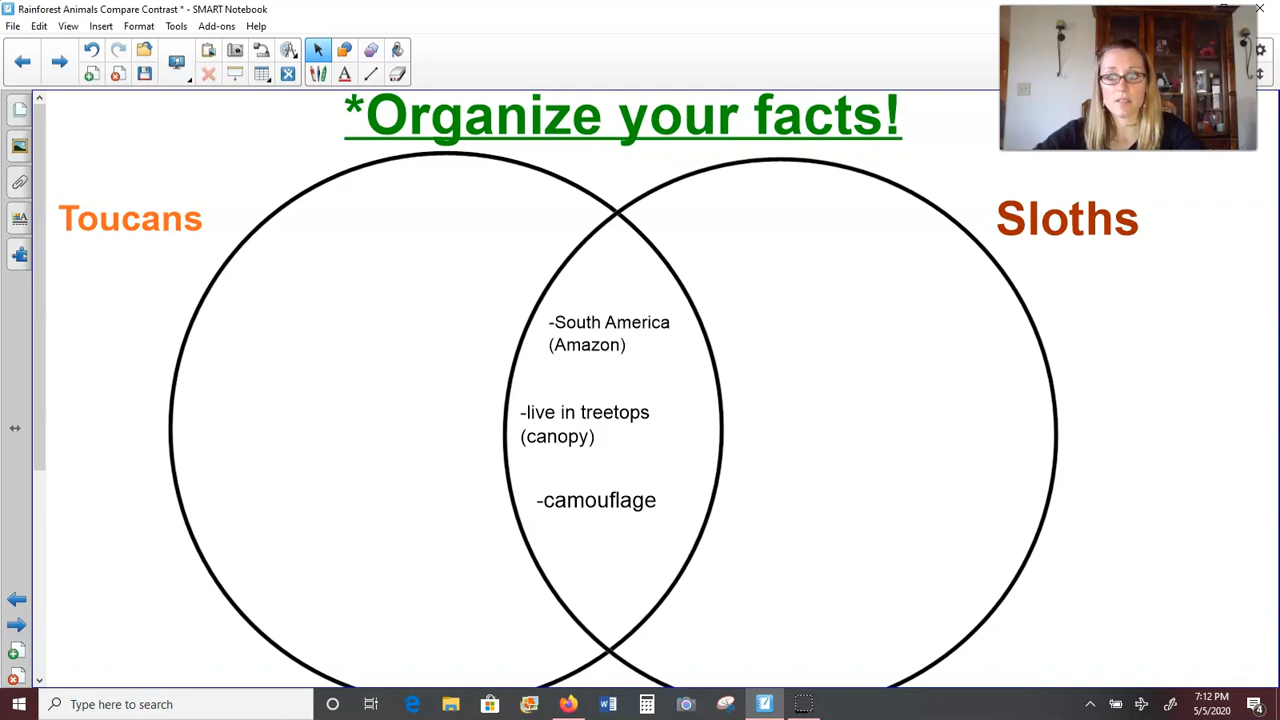 Rainforest Animals Compare Contrast * - SMART Notebook
File Edit View Insert Format Tools Add-ons Help
*Organize your facts!
Toucans
Sloths
-South America
(Amazon)
-live in treetops
(canopy)
-camouflage
Type here to search
7:12 PM
5/5/2020
4